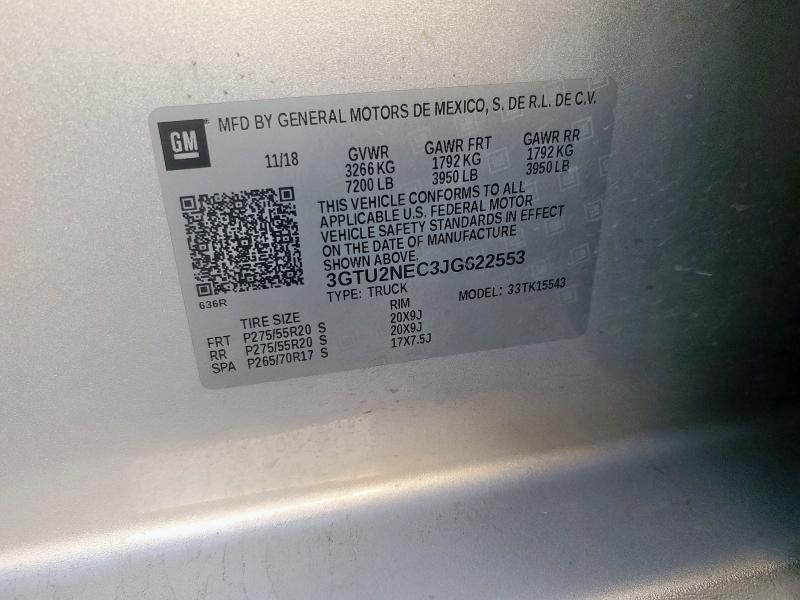 GM
MFD BY GENERAL MOTORS DE MEXICO, S. DE R.L. DE C.V.
11/18 GVWR GAWR FRT GAWR RR
3266 KG 1792 KG 1792 KG
7200 LB 3950 LB 3950 LB
THIS VEHICLE CONFORMS TO ALL
APPLICABLE U.S. FEDERAL MOTOR
VEHICLE SAFETY STANDARDS IN EFFECT
ON THE DATE OF MANUFACTURE
SHOWN ABOVE.
3GTU2NEC3JG622553
TYPE: TRUCK MODEL: 33TK15543
636R
TIRE SIZE RIM
FRT P275/55R20 S 20X9J
RR P275/55R20 S 20X9J
SPA P265/70R17 S 17X7.5J